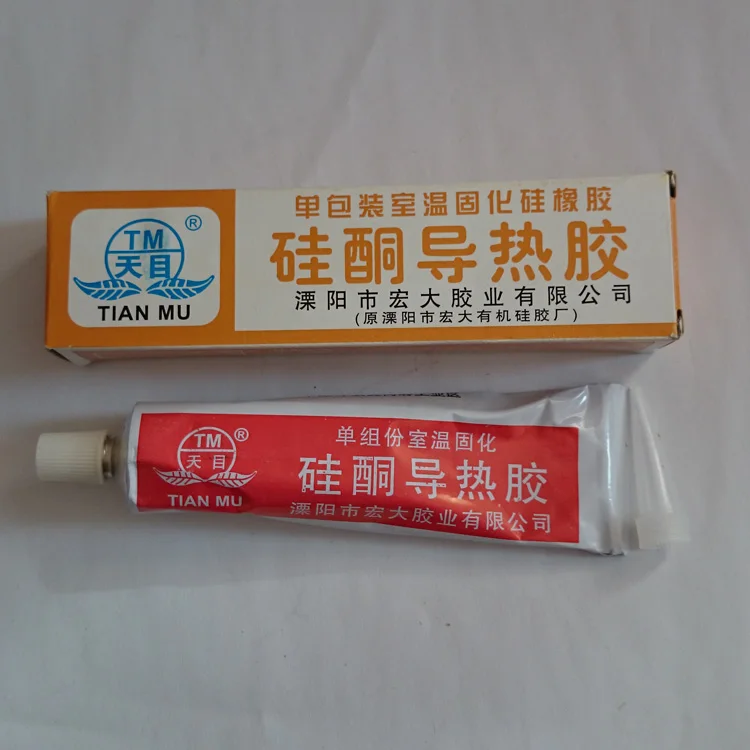 TM
天目
®
TIAN MU
单包装室温固化硅橡胶
硅酮导热胶
溧阳市宏大胶业有限公司
(原溧阳市宏大有机硅胶厂)
TM
天目
®
TIAN MU
单组份室温固化
硅酮导热胶
溧阳市宏大胶业有限公司